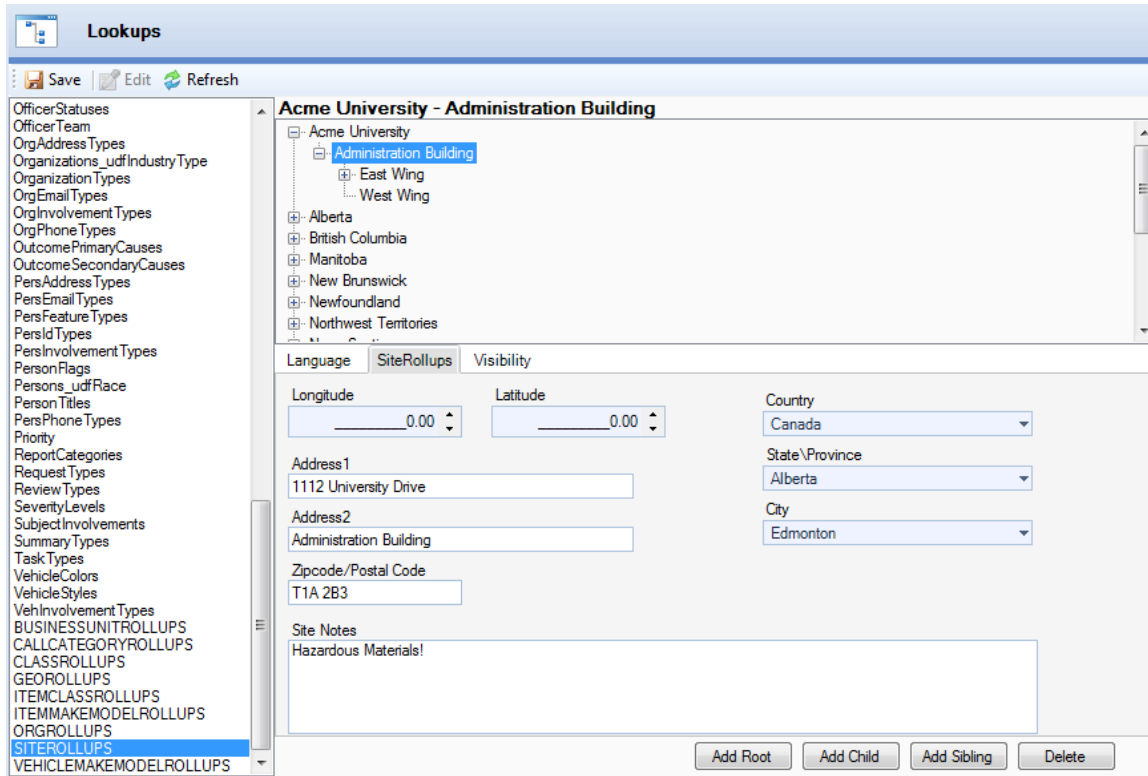 Lookups
Save Edit Refresh
OfficerStatuses
OfficerTeam
OrgAddressTypes
Organizations_udfIndustryType
OrganizationTypes
OrgEmailTypes
OrgInvolvementTypes
OrgPhoneTypes
OutcomePrimaryCauses
OutcomeSecondaryCauses
PersAddressTypes
PersEmailTypes
PersFeatureTypes
PersIdTypes
PersInvolvementTypes
PersonFlags
Persons_udfRace
PersonTitles
PersPhoneTypes
Priority
ReportCategories
RequestTypes
ReviewTypes
SeverityLevels
SubjectInvolvements
SummaryTypes
TaskTypes
VehicleColors
VehicleStyles
VehInvolvementTypes
BUSINESSUNITROLLUPS
CALLCATEGORYROLLUPS
CLASSROLLUPS
GEOROLLUPS
ITEMCLASSROLLUPS
ITEMMAKEMODELROLLUPS
ORGROLLUPS
SITEROLLUPS
VEHICLEMAKEMODELROLLUPS
Acme University - Administration Building
Acme University
Administration Building
East Wing
West Wing
Alberta
British Columbia
Manitoba
New Brunswick
Newfoundland
Northwest Territories
Language SiteRollups Visibility
Longitude Latitude
_________0.00 _________0.00
Address1
1112 University Drive
Address2
Administration Building
Zipcode/Postal Code
T1A 2B3
Country
Canada
State\Province
Alberta
City
Edmonton
Site Notes
Hazardous Materials!
Add Root Add Child Add Sibling Delete